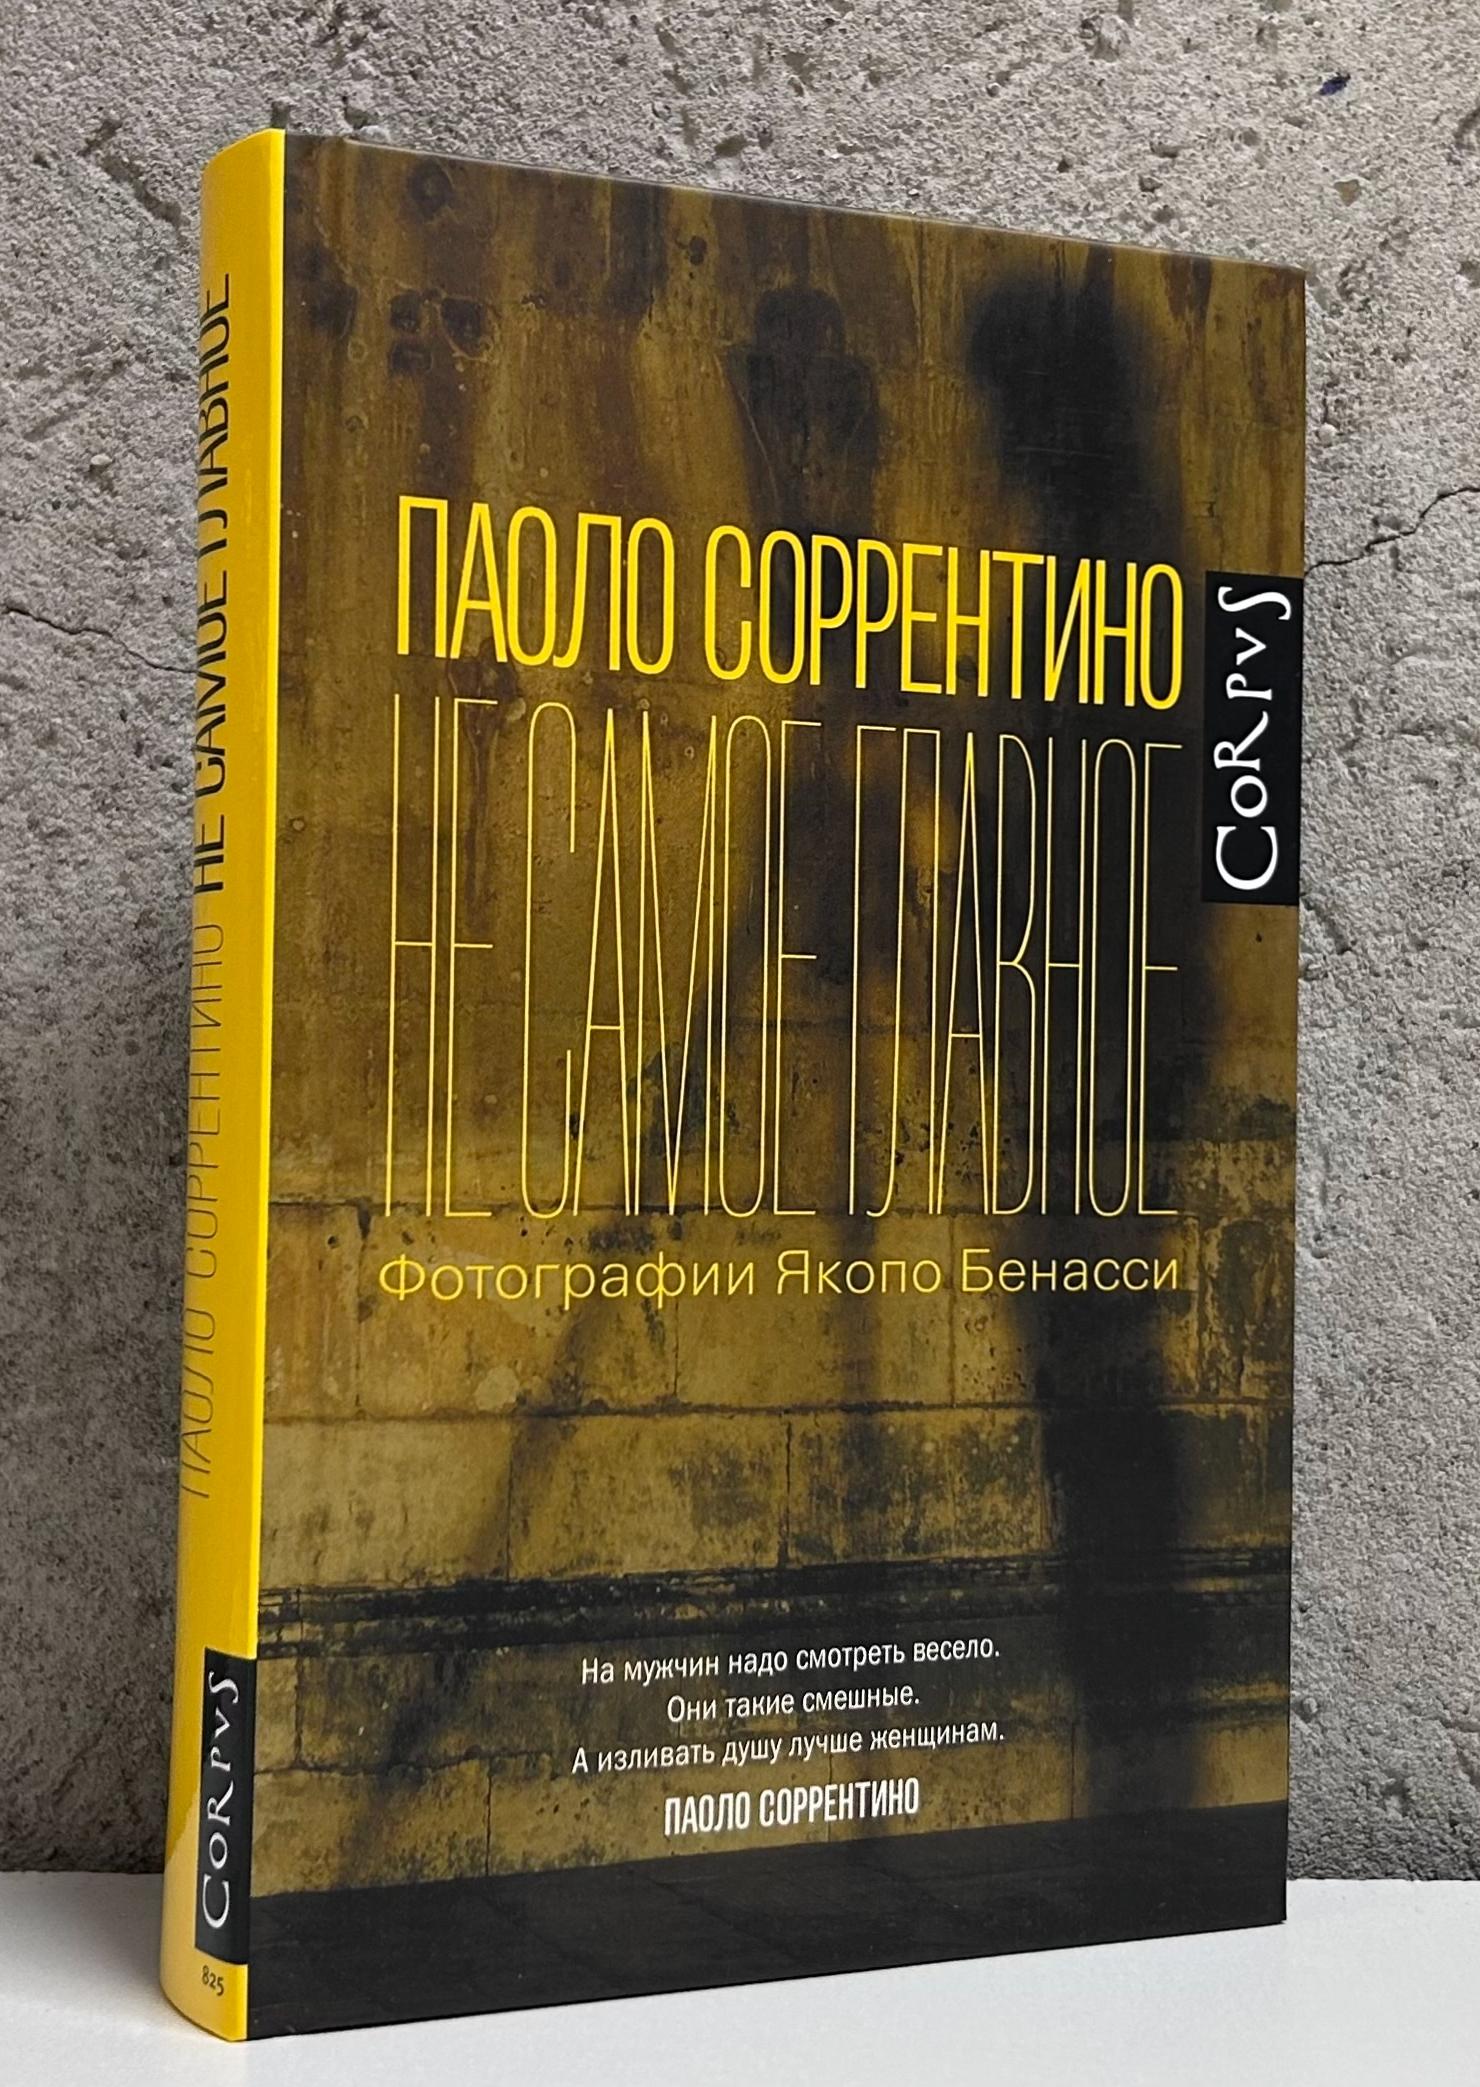 ПАОЛО СОРРЕНТИНО
НЕ САМОЕ ГЛАВНОЕ
Фотографии Якопо Бенасси
CORPVS
На мужчин надо смотреть весело.
Они такие смешные.
А изливать душу лучше женщинам.
ПАОЛО СОРРЕНТИНО
ПАОЛО СОРРЕНТИНО НЕ САМОЕ ГЛАВНОЕ
CORPVS
825